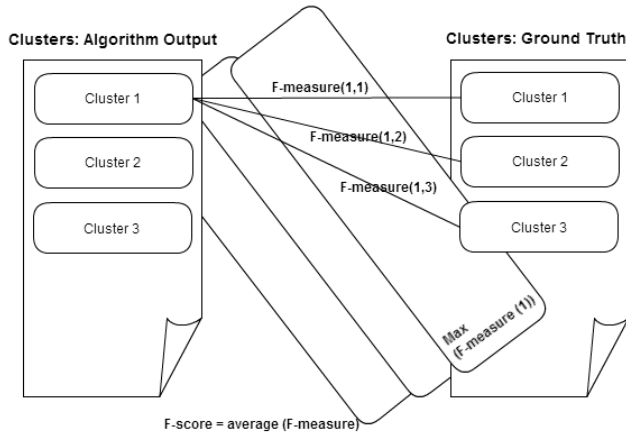 Clusters: Algorithm Output
Clusters: Ground Truth
Cluster 1
F-measure(1,1)
Cluster 1
F-measure(1,2)
Cluster 2
Cluster 2
F-measure(1,3)
Cluster 3
Cluster 3
Max
(F-measure (1))
F-score = average (F-measure)